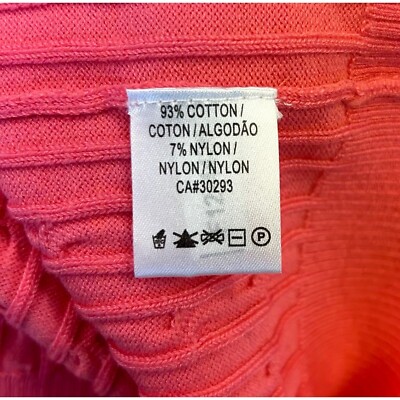 93% COTTON /
COTON / ALGODÃO
7% NYLON /
NYLON / NYLON
CA#30293
P